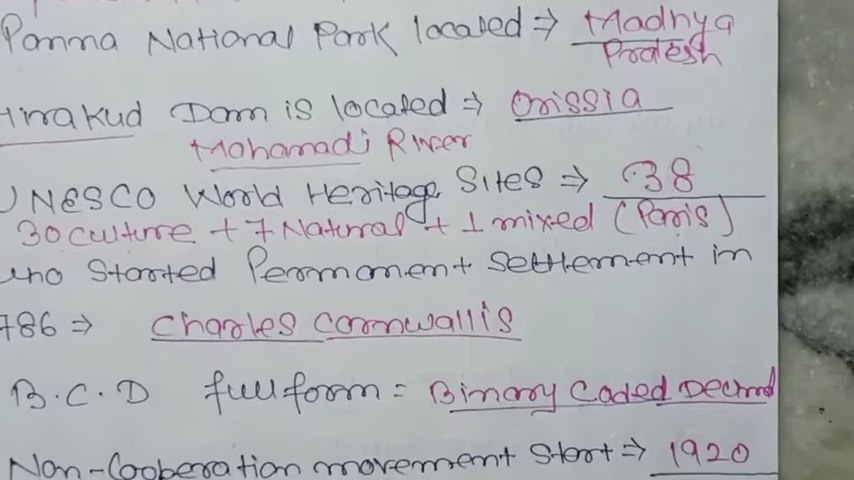 Panna National Park located ⇒ Madhya
Pradesh
Hirakud Dam is located ⇒ Orissia
Mahanadi River
UNESCO World Heritage Sites ⇒ 38
30 culture + 7 Natural + 1 mixed (Paris)
who Started Permanent Settlement in
786 ⇒ Charles Cornwallis
B.C.D full form = Binary Coded Decimal
Non-Cooperation movement Start ⇒ 1920